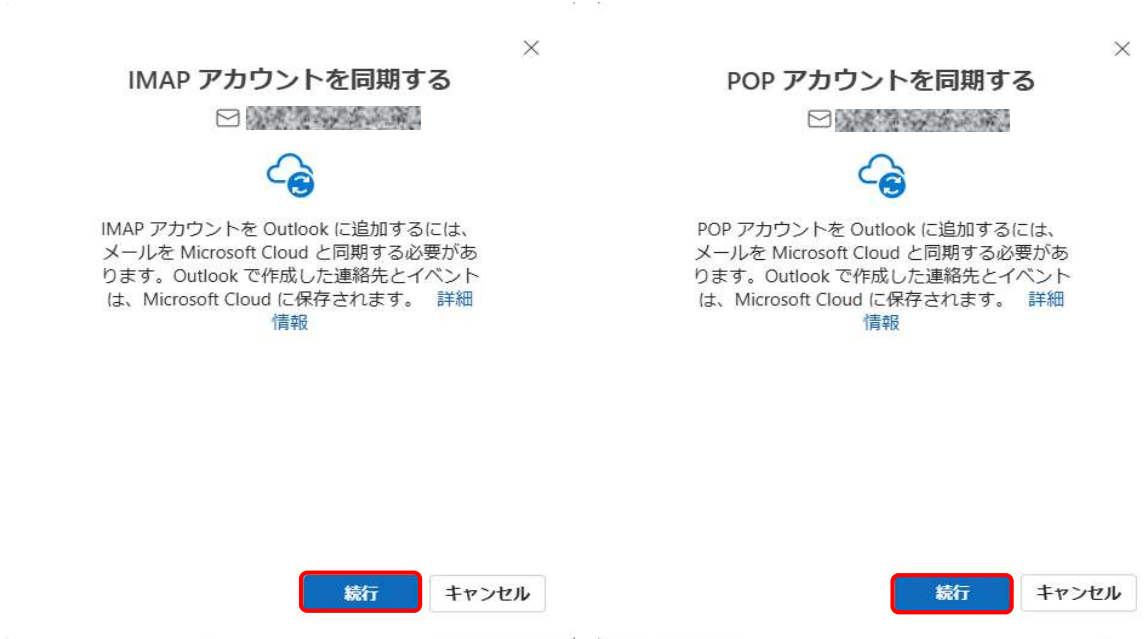 IMAP アカウントを同期する
IMAP アカウントを Outlook に追加するには、
メールを Microsoft Cloud と同期する必要があ
ります。Outlook で作成した連絡先とイベント
は、Microsoft Cloud に保存されます。 詳細
情報
続行 キャンセル
POP アカウントを同期する
POP アカウントを Outlook に追加するには、
メールを Microsoft Cloud と同期する必要があ
ります。Outlook で作成した連絡先とイベント
は、Microsoft Cloud に保存されます。 詳細
情報
続行 キャンセル